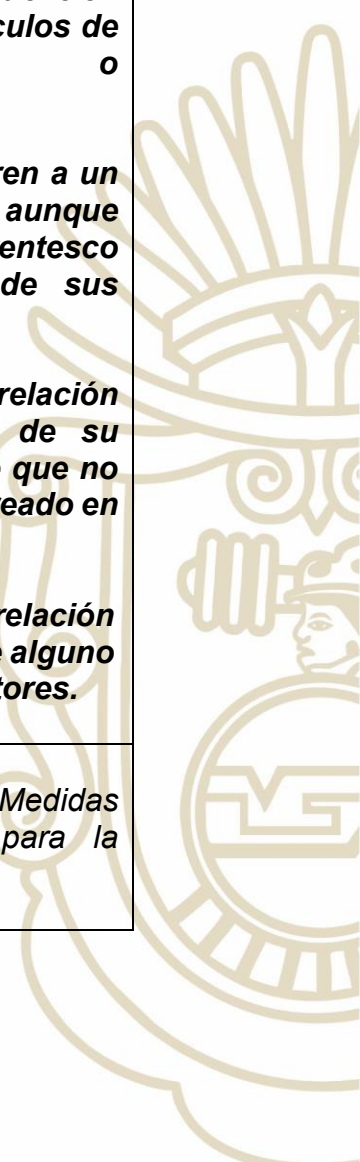 culos de
o
ren a un
aunque
entesco
de sus
relación
de su
que no
eado en
relación
alguno
tores.
Medidas
para la